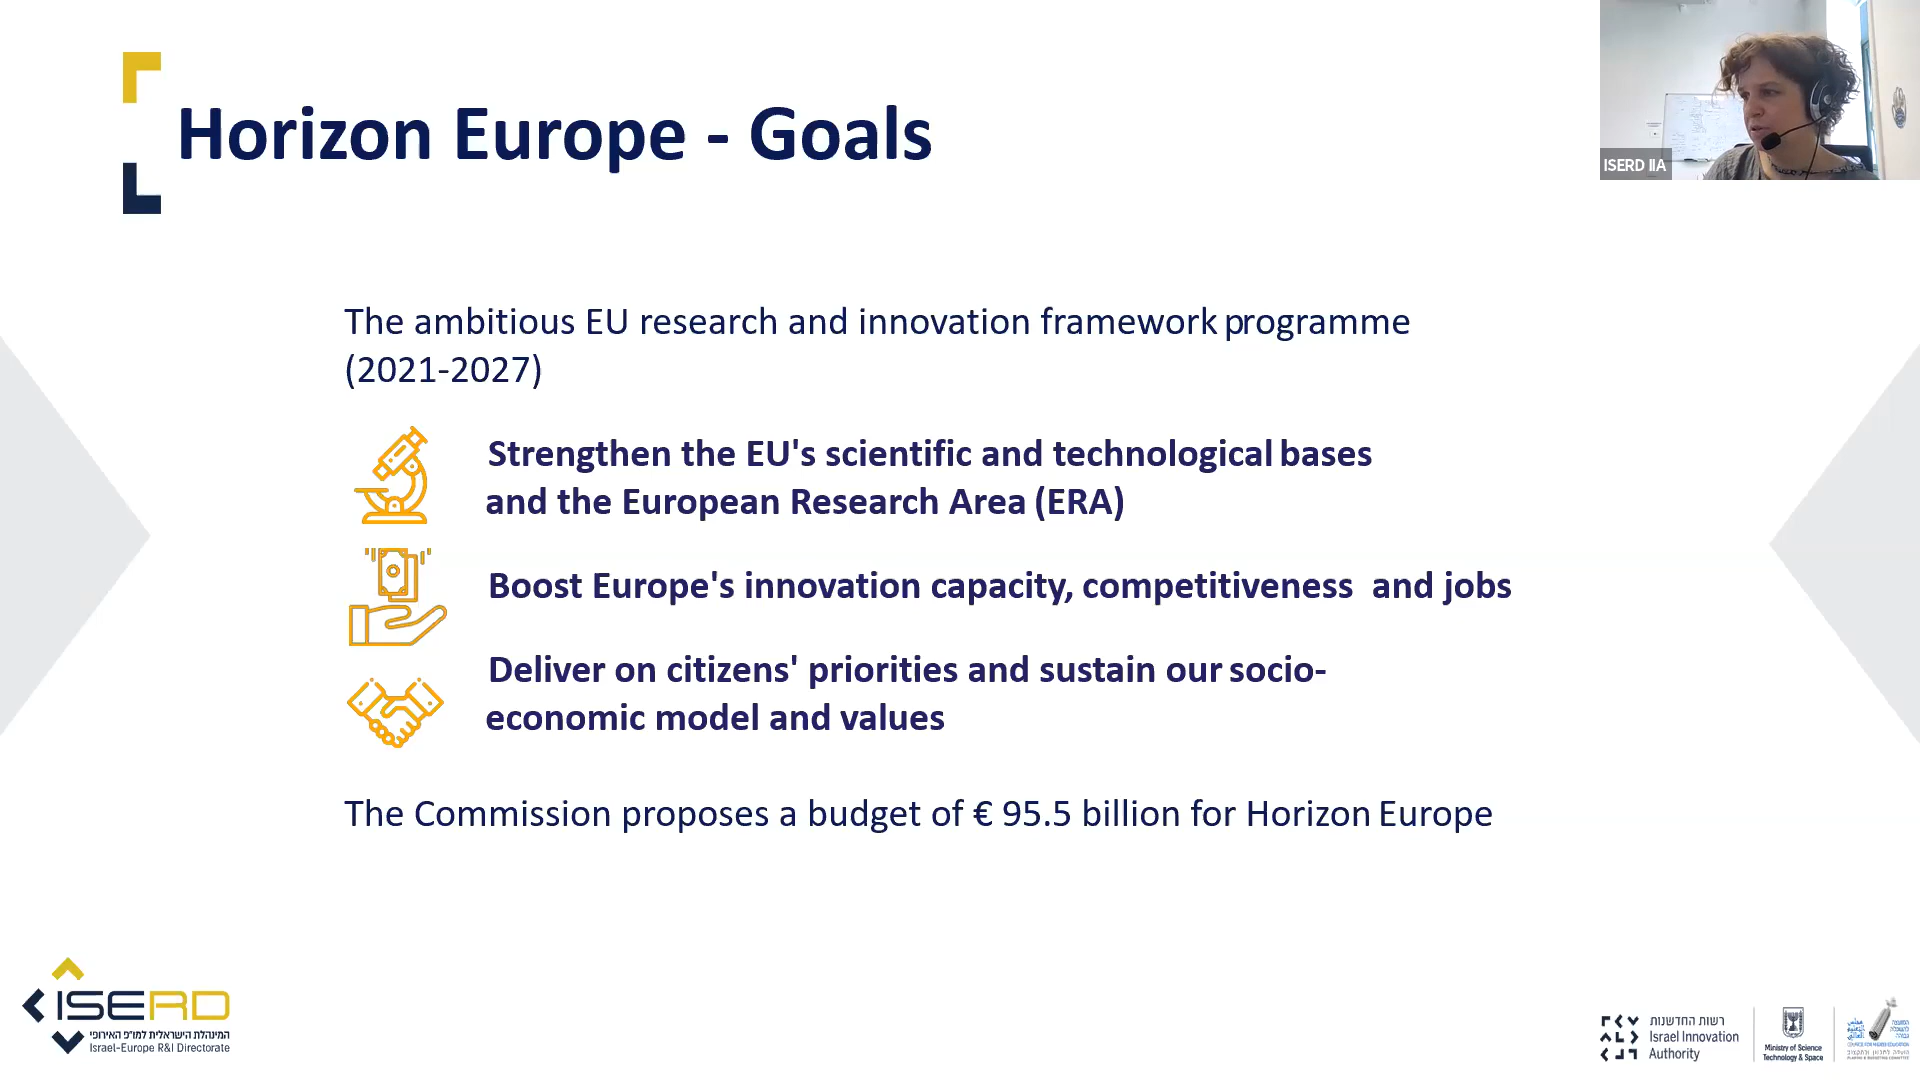 Horizon Europe - Goals
ISERD IIA
The ambitious EU research and innovation framework programme
(2021-2027)
Strengthen the EU's scientific and technological bases
and the European Research Area (ERA)
Boost Europe's innovation capacity, competitiveness and jobs
Deliver on citizens' priorities and sustain our socio-
economic model and values
The Commission proposes a budget of € 95.5 billion for Horizon Europe
ISERD
המינהלת הישראלית למו״פ האירופי
Israel-Europe R&I Directorate
רשות החדשנות
Israel Innovation
Authority
Ministry of Science
Technology & Space